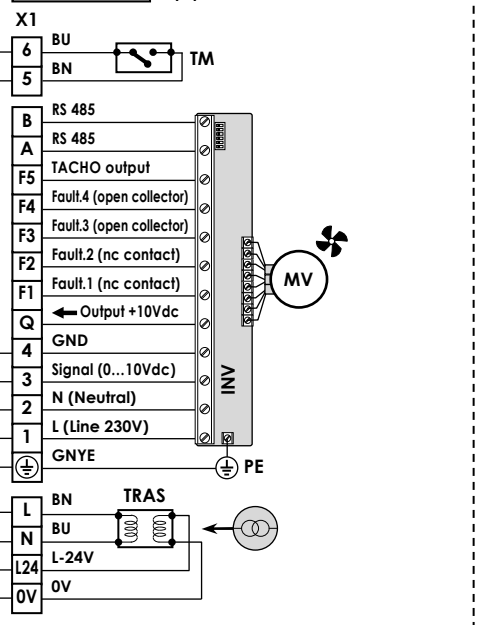 X1
6 BU
TM
5 BN
B RS 485
A RS 485
F5 TACHO output
F4 Fault.4 (open collector)
F3 Fault.3 (open collector)
F2 Fault.2 (nc contact)
F1 Fault.1 (nc contact)
MV
Q Output +10Vdc
4 GND
3 Signal (0...10Vdc)
INV
2 N (Neutral)
1 L (Line 230V)
GNYE
PE
L BN
TRAS
N BU
L24 L-24V
0V 0V